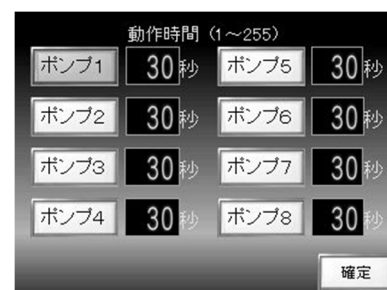 動作時間 (1～255)
ポンプ1 30秒 ポンプ5 30秒
ポンプ2 30秒 ポンプ6 30秒
ポンプ3 30秒 ポンプ7 30秒
ポンプ4 30秒 ポンプ8 30秒
確定